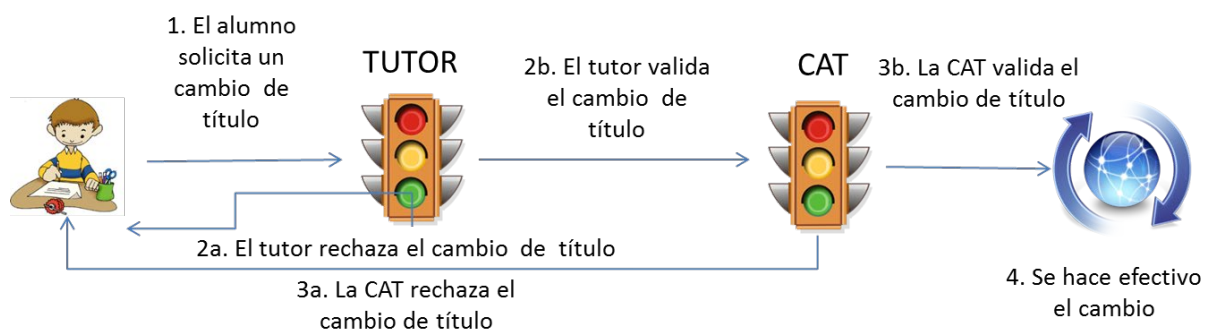 1. El alumno
solicita un
cambio de
título
TUTOR
2b. El tutor valida
el cambio de
título
CAT
3b. La CAT valida el
cambio de título
2a. El tutor rechaza el cambio de título
3a. La CAT rechaza el
cambio de título
4. Se hace efectivo
el cambio